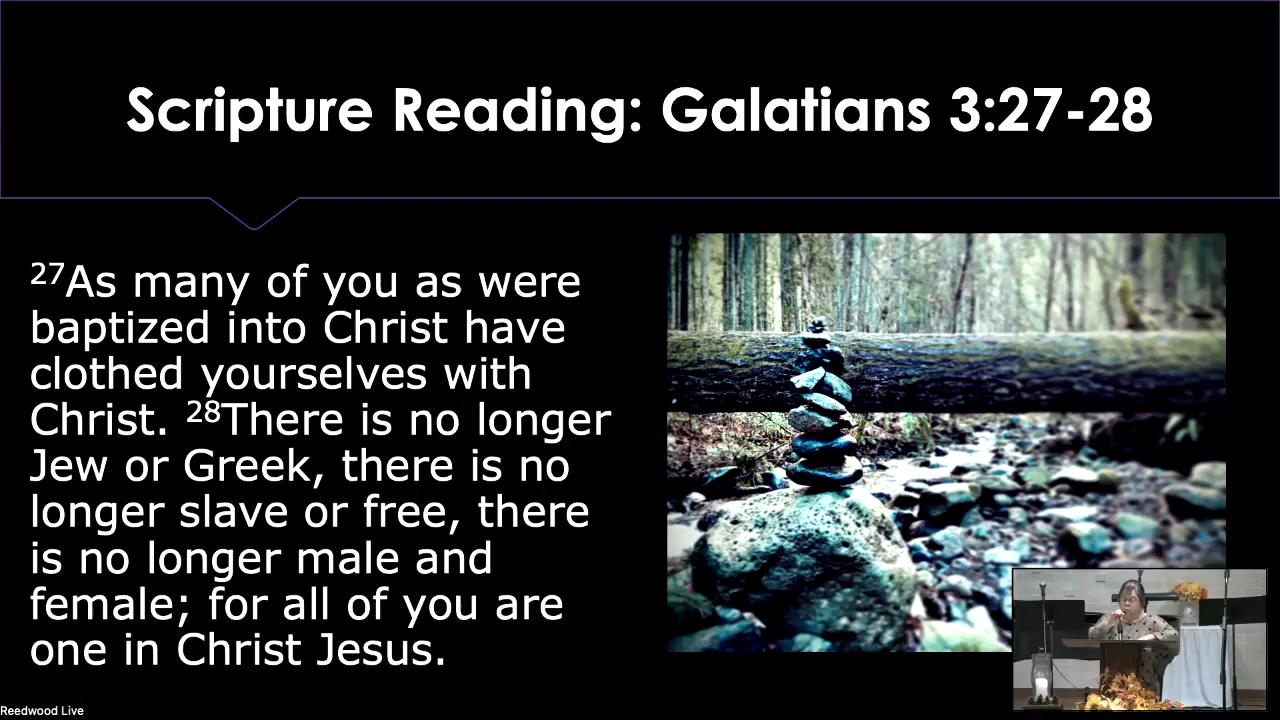 Scripture Reading: Galatians 3:27-28
²⁷As many of you as were
baptized into Christ have
clothed yourselves with
Christ. ²⁸There is no longer
Jew or Greek, there is no
longer slave or free, there
is no longer male and
female; for all of you are
one in Christ Jesus.
Reedwood Live